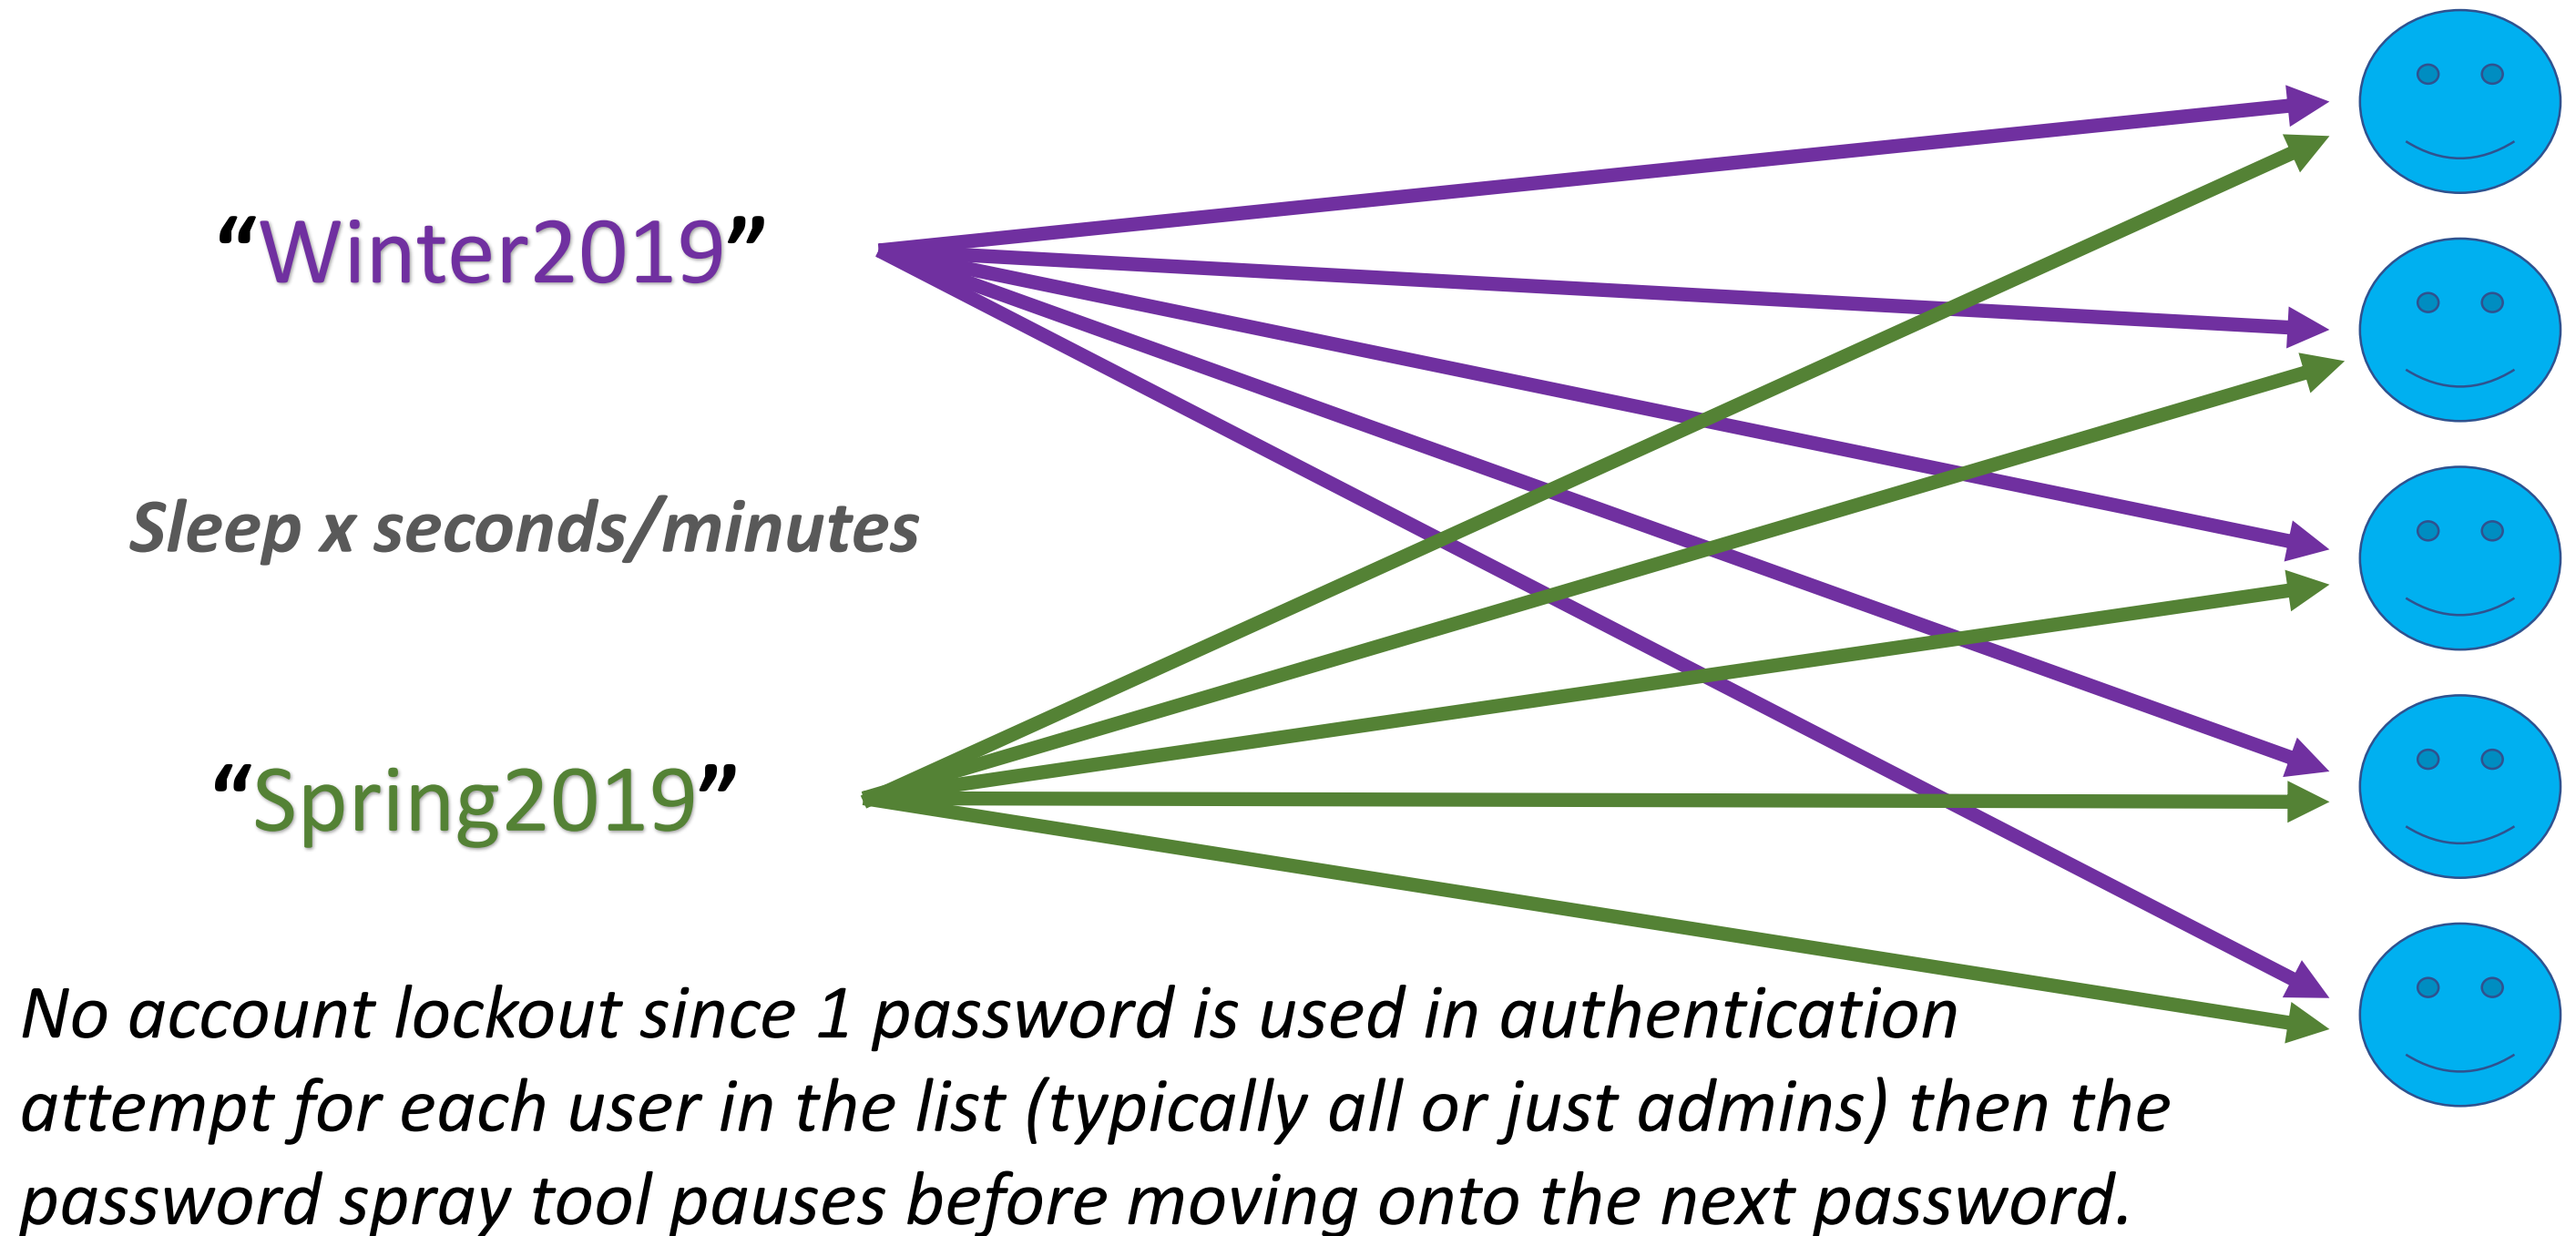 “Winter2019”
Sleep x seconds/minutes
“Spring2019”
No account lockout since 1 password is used in authentication
attempt for each user in the list (typically all or just admins) then the
password spray tool pauses before moving onto the next password.